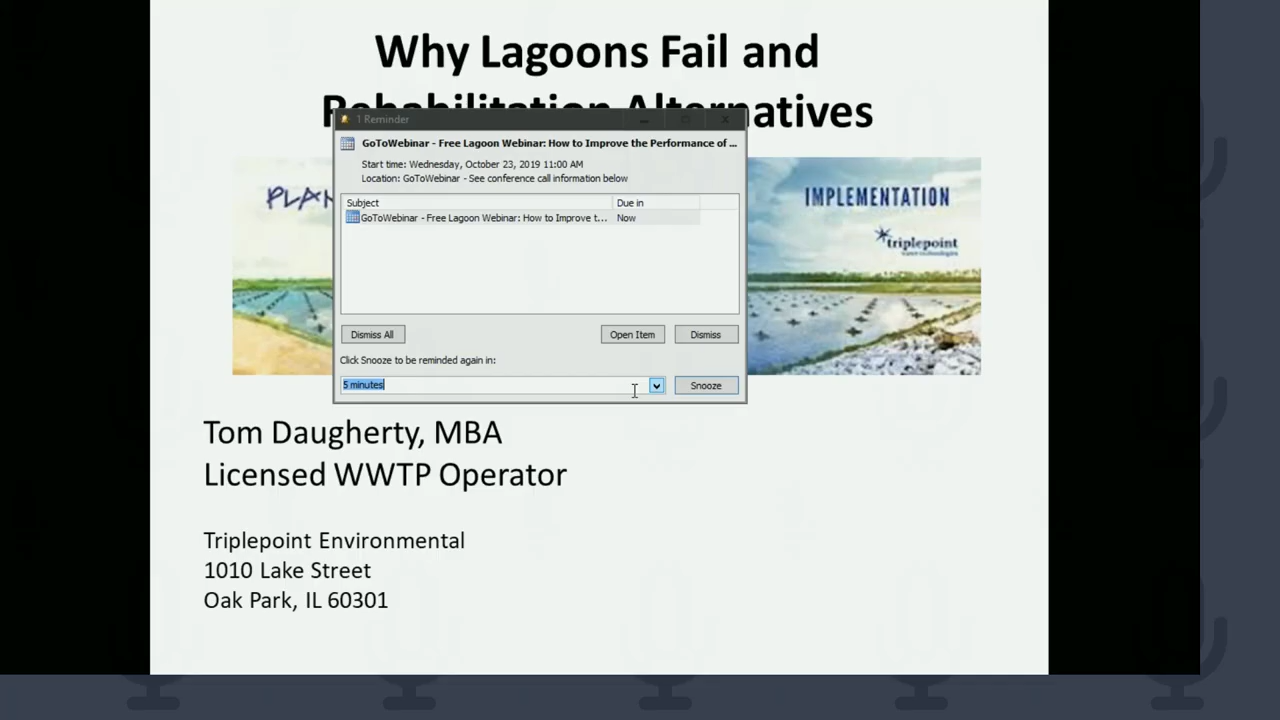 Why Lagoons Fail and
Rehabilitation Alternatives
1 Reminder
GoToWebinar - Free Lagoon Webinar: How to Improve the Performance of ...
Start time: Wednesday, October 23, 2019 11:00 AM
Location: GoToWebinar - See conference call information below
Subject Due in
GoToWebinar - Free Lagoon Webinar: How to Improve t... Now
Dismiss All Open Item Dismiss
Click Snooze to be reminded again in:
5 minutes Snooze
PLAN
IMPLEMENTATION
triplepoint
Tom Daugherty, MBA
Licensed WWTP Operator
Triplepoint Environmental
1010 Lake Street
Oak Park, IL 60301